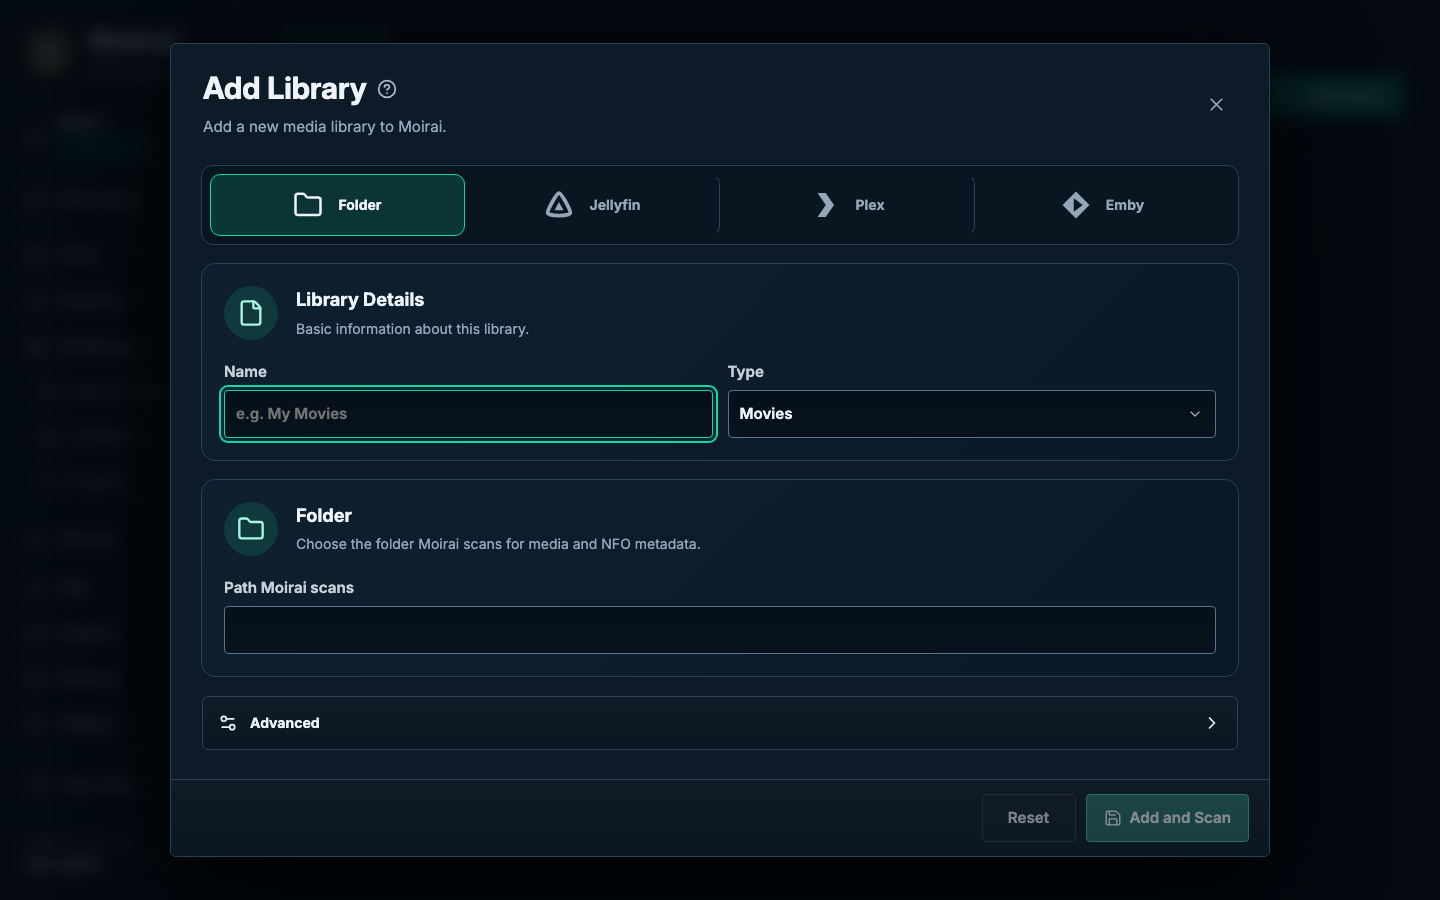 Add Library
Add a new media library to Moirai.
Folder
Jellyfin
Plex
Emby
Library Details
Basic information about this library.
Name
Type
e.g. My Movies
Movies
Folder
Choose the folder Moirai scans for media and NFO metadata.
Path Moirai scans
Advanced
Reset
Add and Scan